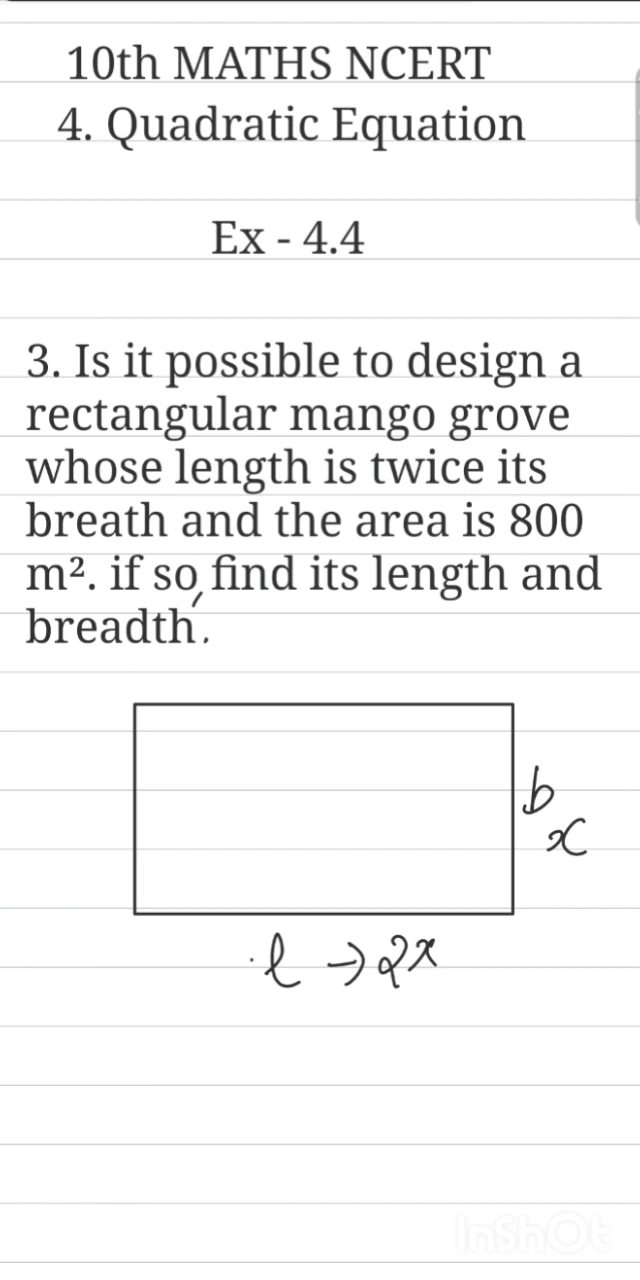 10th MATHS NCERT
4. Quadratic Equation
Ex - 4.4
3. Is it possible to design a
rectangular mango grove
whose length is twice its
breath and the area is 800
m². if so, find its length and
breadth.
b
x
l → 2x
InShOt